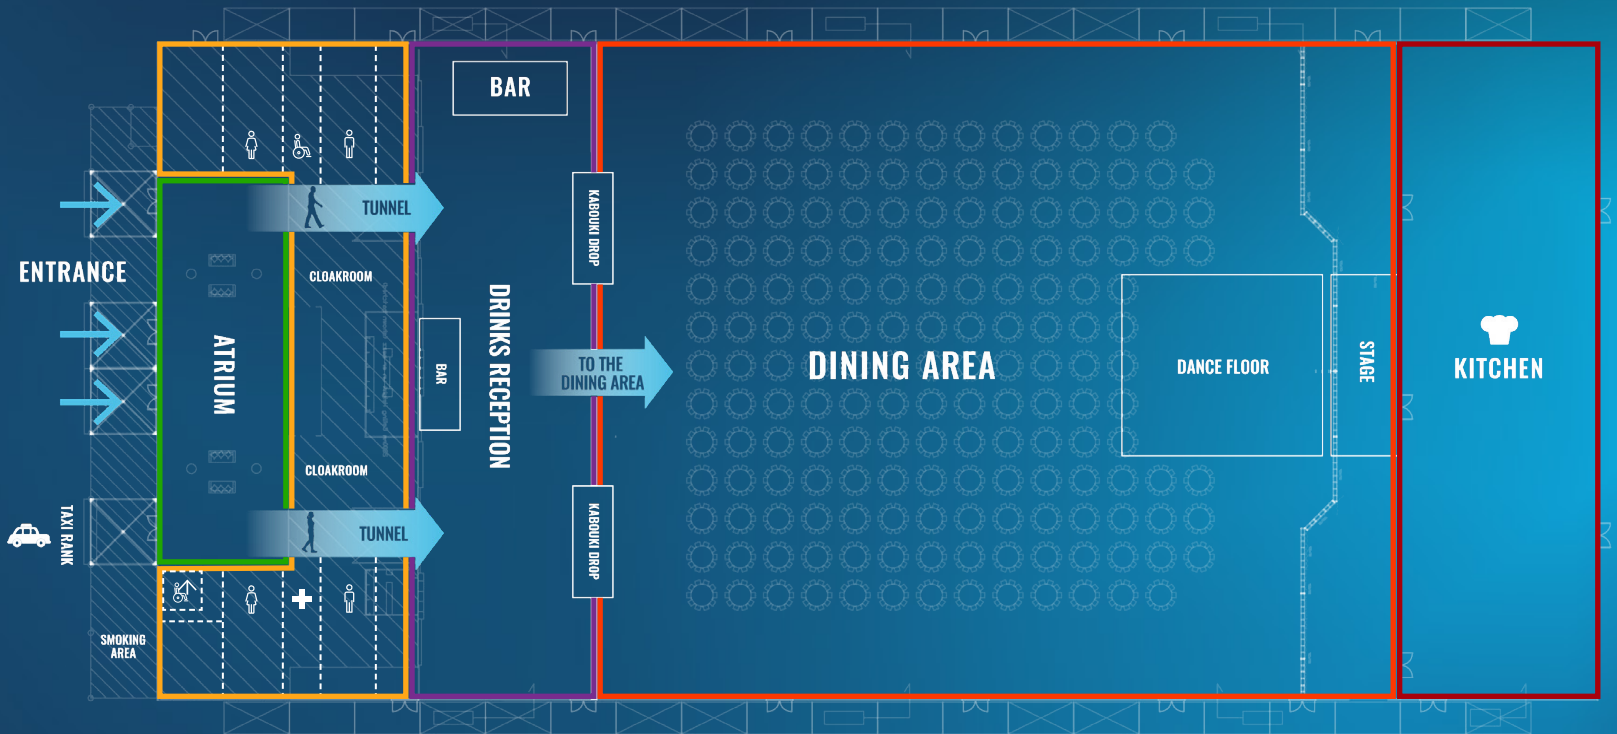 BAR
TUNNEL
KABOUKI DROP
ENTRANCE
CLOAKROOM
ATRIUM
DRINKS RECEPTION
BAR
TO THE
DINING AREA
DINING AREA
DANCE FLOOR
STAGE
KITCHEN
CLOAKROOM
TAXI RANK
TUNNEL
KABOUKI DROP
SMOKING
AREA